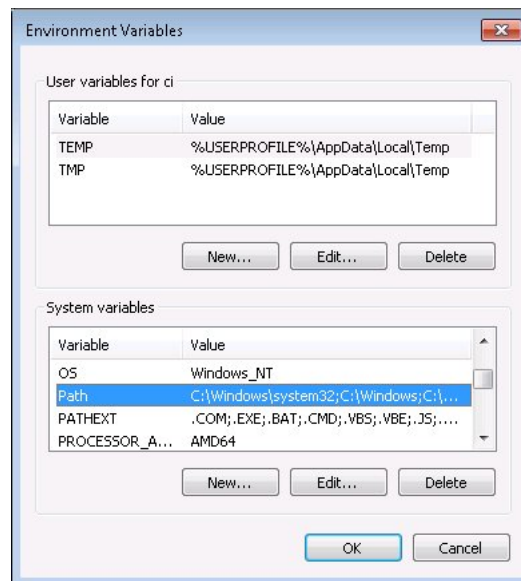 Environment Variables
User variables for ci
Variable Value
TEMP %USERPROFILE%\AppData\Local\Temp
TMP %USERPROFILE%\AppData\Local\Temp
New... Edit... Delete
System variables
Variable Value
OS Windows_NT
Path C:\Windows\system32;C:\Windows;C:\...
PATHEXT .COM;.EXE;.BAT;.CMD;.VBS;.VBE;.JS;....
PROCESSOR_A... AMD64
New... Edit... Delete
OK Cancel